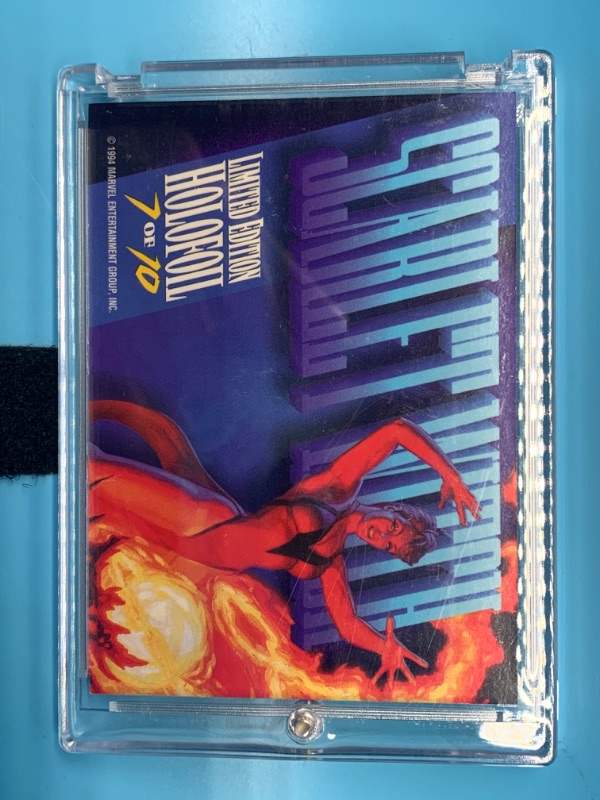 SCARLET WITCH
LIMITED EDITION
HOLOFOIL
7 OF 10
© 1994 MARVEL ENTERTAINMENT GROUP, INC.